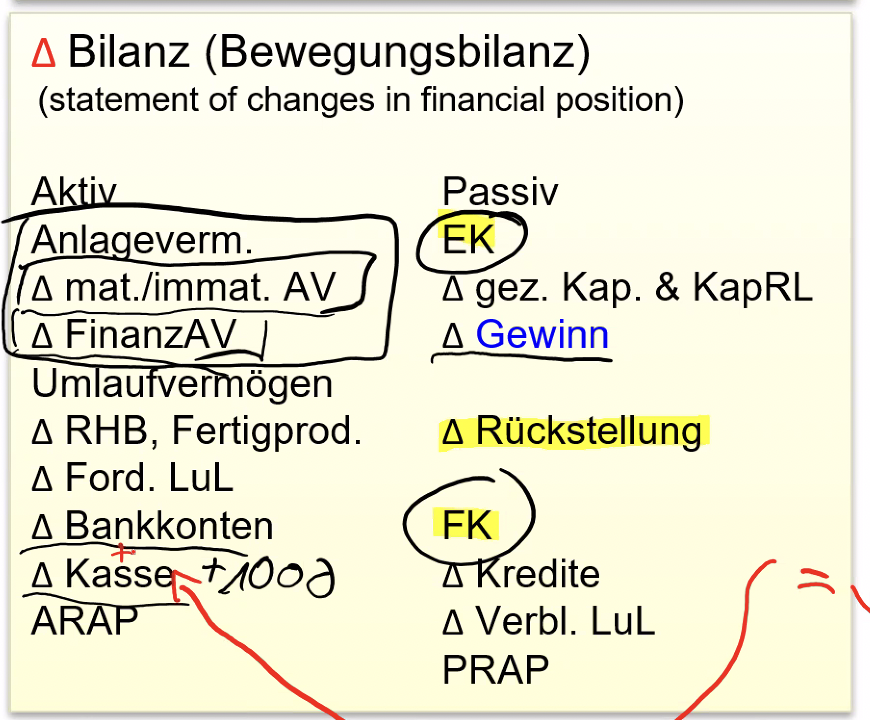 Δ Bilanz (Bewegungsbilanz)
(statement of changes in financial position)
Aktiv
Anlageverm.
Δ mat./immat. AV
Δ FinanzAV
Umlaufvermögen
Δ RHB, Fertigprod.
Δ Ford. LuL
Δ Bankkonten
+
Δ Kasse +100
ARAP
Passiv
EK
Δ gez. Kap. & KapRL
Δ Gewinn
Δ Rückstellung
FK
Δ Kredite
Δ Verbl. LuL
PRAP
=